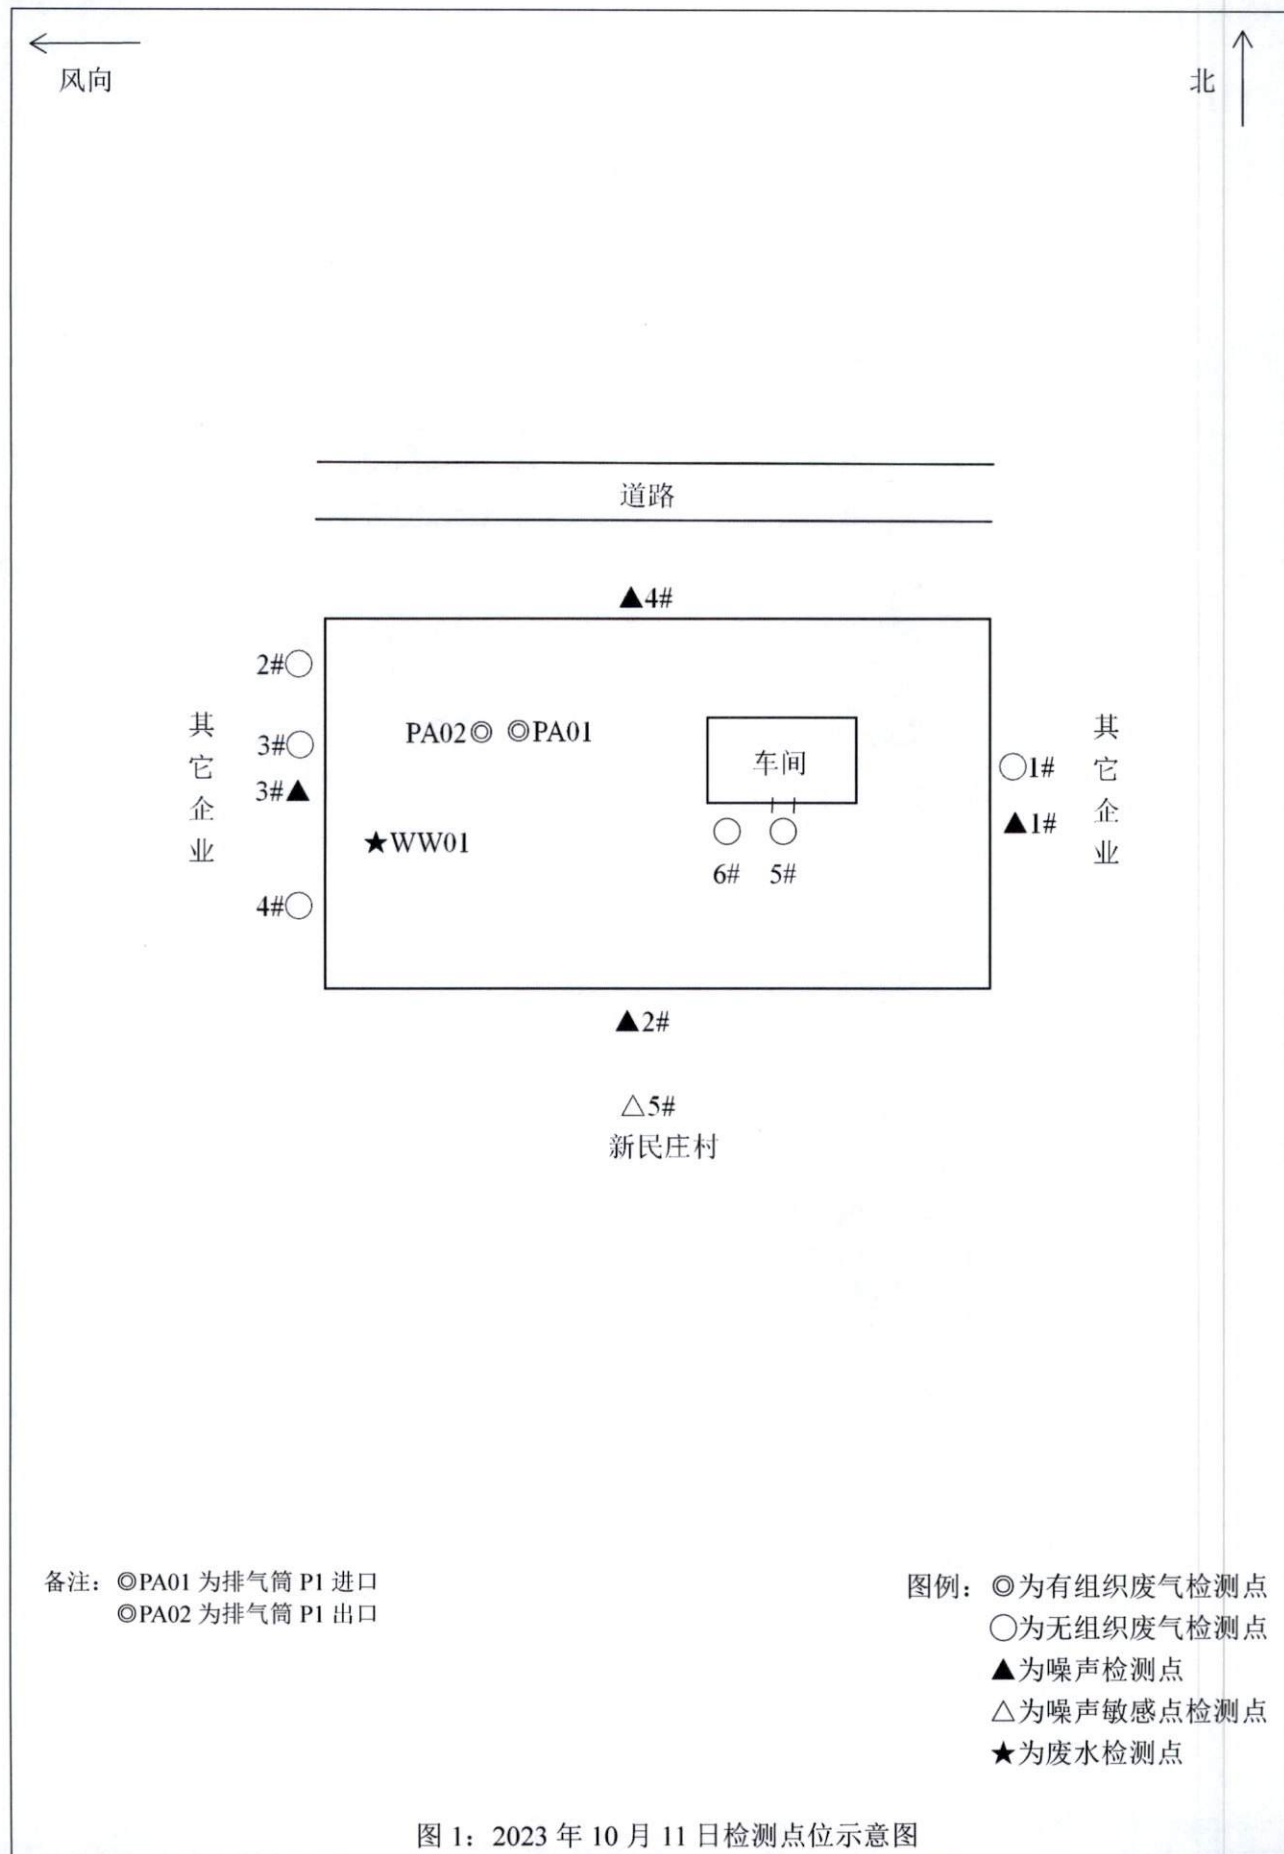 风向
北
道路
▲4#
2#○
PA02◎ ◎PA01
3#○
3#▲
其它企业
车间
○1#
▲1#
其它企业
★WW01
6# 5#
4#○
▲2#
△5#
新民庄村
备注：◎PA01 为排气筒 P1 进口
◎PA02 为排气筒 P1 出口
图例：◎为有组织废气检测点
○为无组织废气检测点
▲为噪声检测点
△为噪声敏感点检测点
★为废水检测点
图 1：2023 年 10 月 11 日检测点位示意图